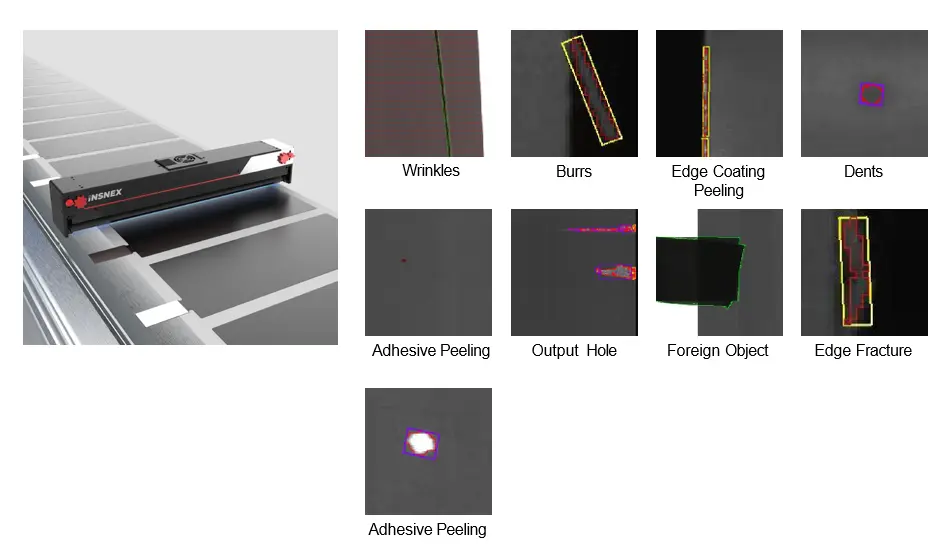 INSNEX
Wrinkles
Burrs
Edge Coating
Peeling
Dents
Adhesive Peeling
Output Hole
Foreign Object
Edge Fracture
Adhesive Peeling